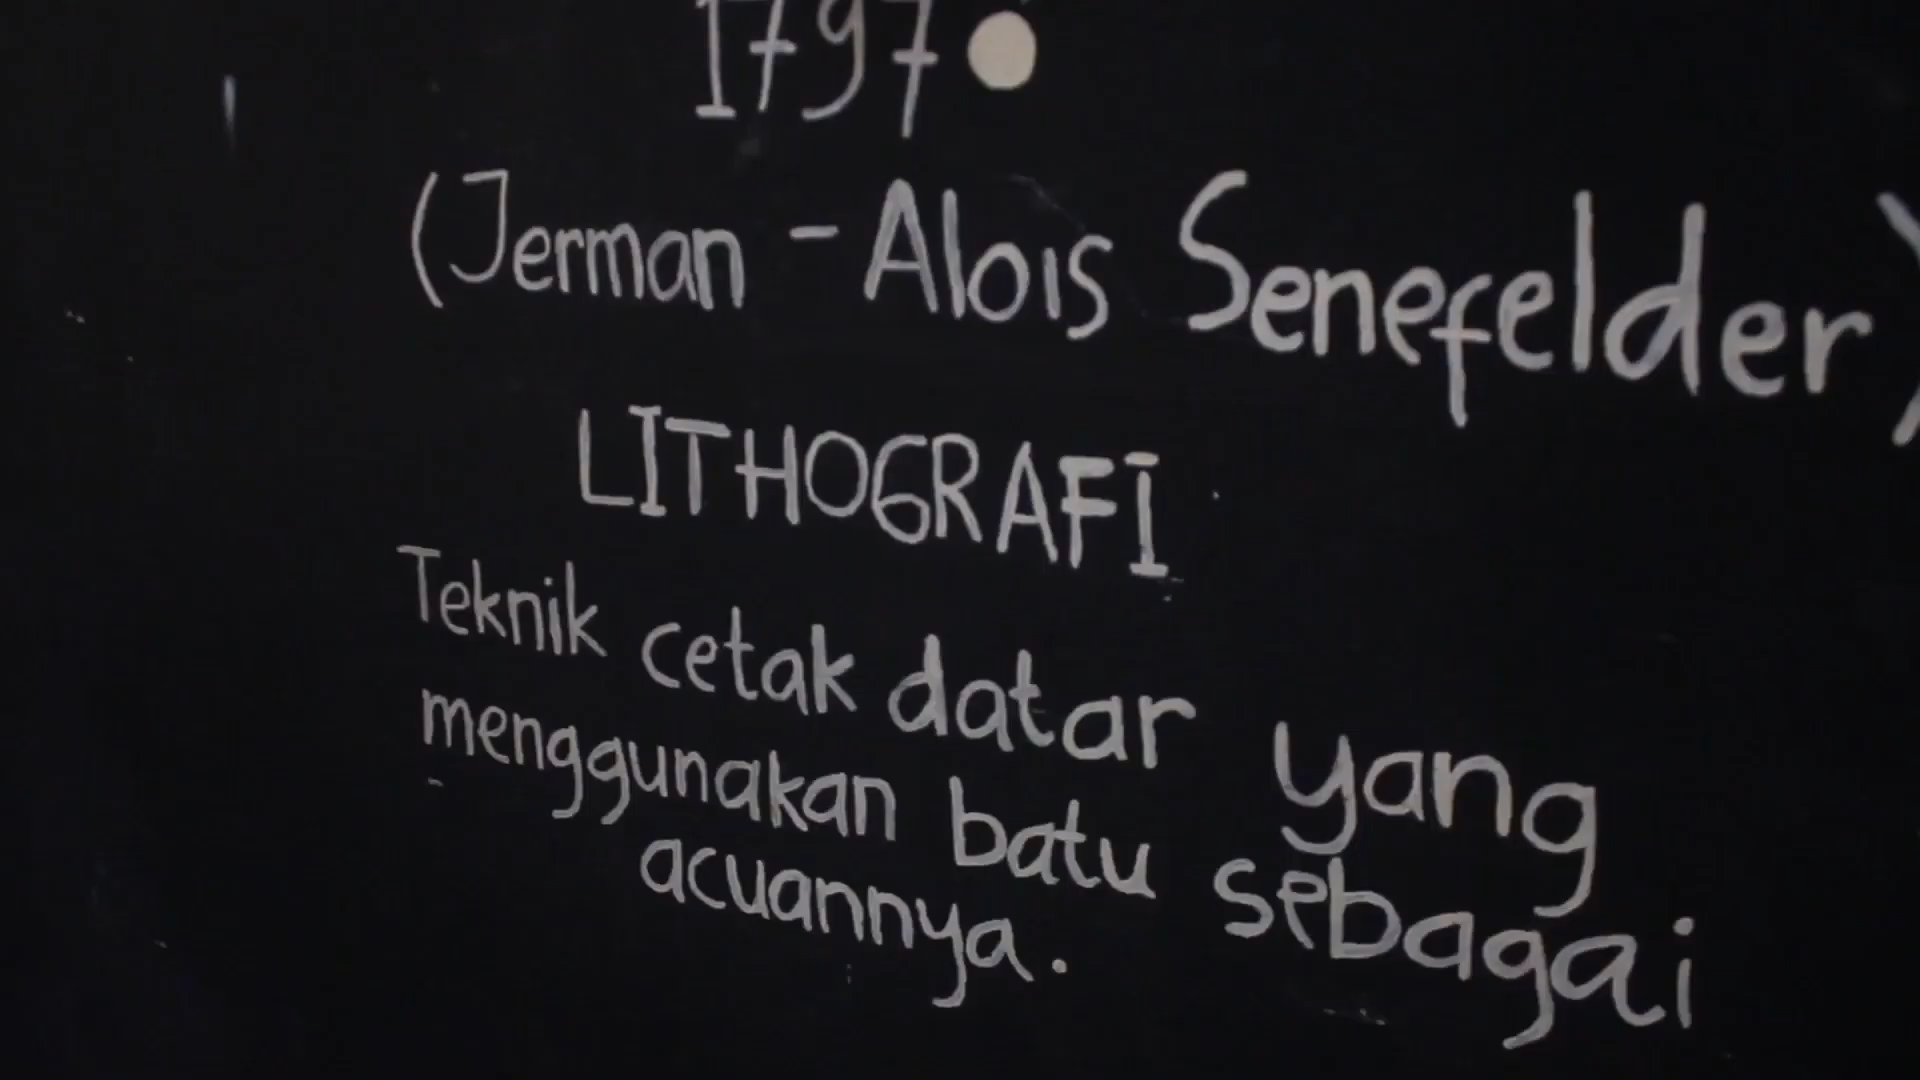 1797
(Jerman - Alois Senefelder)
LITHOGRAFI
Teknik cetak datar yang
menggunakan batu sebagai
acuannya.